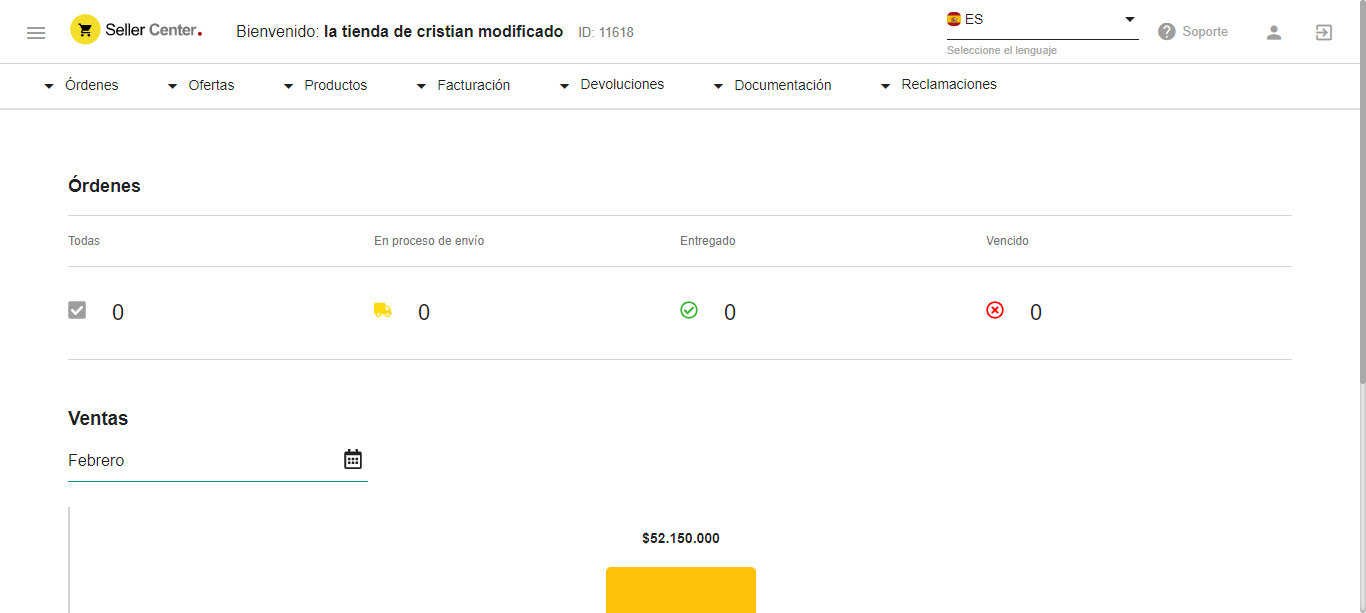 Seller Center. Bienvenido: la tienda de cristian modificado ID: 11618 ES Soporte
Seleccione el lenguaje
Órdenes Ofertas Productos Facturación Devoluciones Documentación Reclamaciones
Órdenes
Todas En proceso de envío Entregado Vencido
0 0 0 0
Ventas
Febrero
$52.150.000